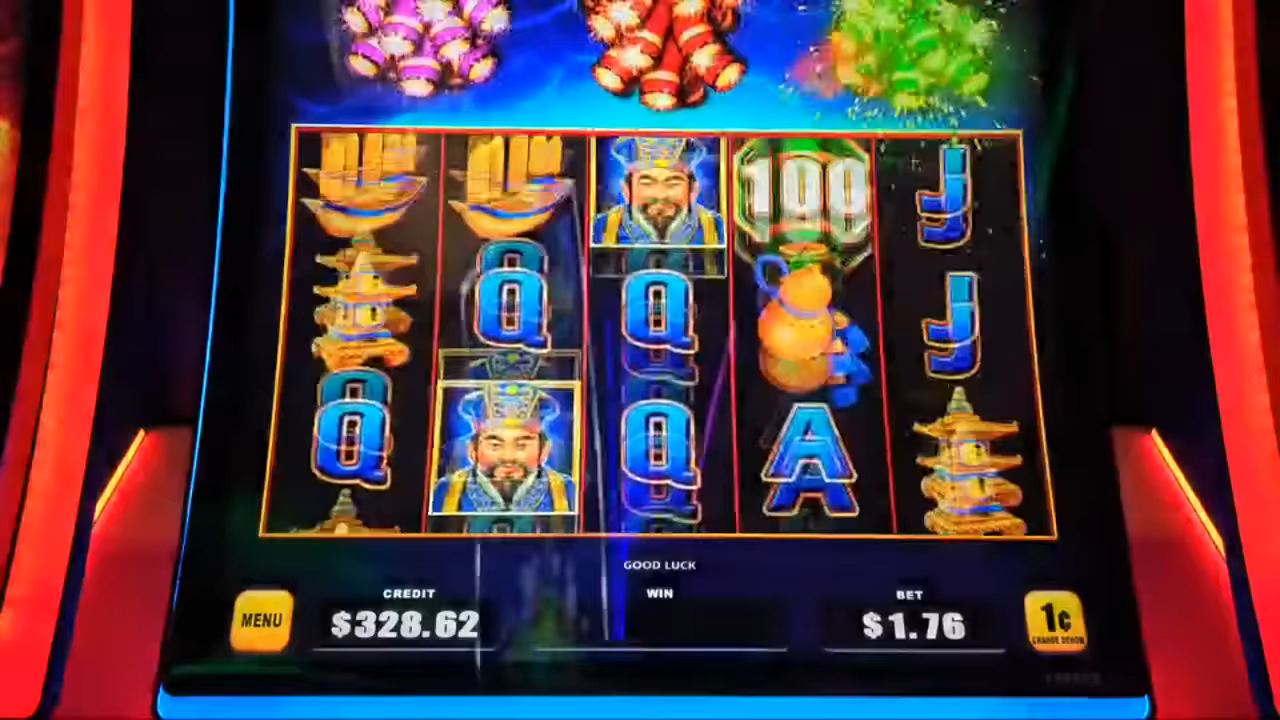 100 J
Q Q J
Q Q A
GOOD LUCK
CREDIT WIN BET
MENU $328.62 $1.76 1¢
CHANGE DENOM